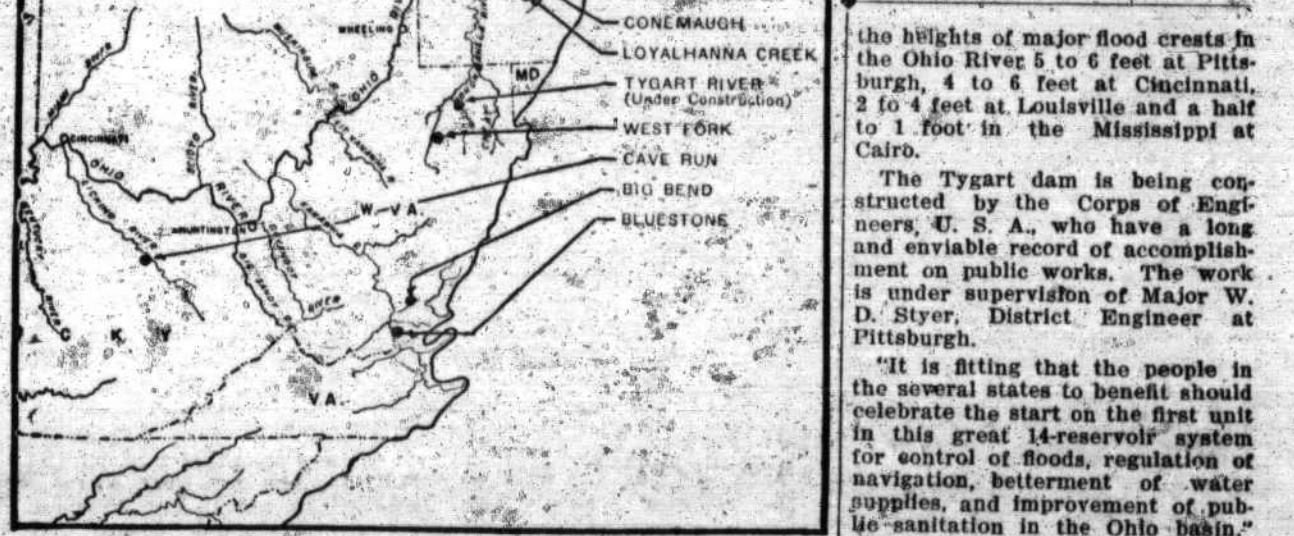 CONEMAUGH
LOYALHANNA CREEK
TYGART RIVER
(Under Construction)
WEST FORK
CAVE RUN
BIG BEND
BLUESTONE
WHEELING
MD
OHIO
CINCINNATI
OHIO
RIVER
LICKING RIVER
HUNTINGTON
W. VA.
BIG SANDY
RIVER
K Y
VA.
the heights of major flood crests in
the Ohio River 5 to 6 feet at Pitts-
burgh, 4 to 6 feet at Cincinnati,
2 to 4 feet at Louisville and a half
to 1 foot in the Mississippi at
Cairo.
The Tygart dam is being con-
structed by the Corps of Engi-
neers, U. S. A., who have a long
and enviable record of accomplish-
ment on public works. The work
is under supervision of Major W.
D. Styer, District Engineer at
Pittsburgh.
"It is fitting that the people in
the several states to benefit should
celebrate the start on the first unit
in this great 14-reservoir system
for control of floods, regulation of
navigation, betterment of water
supplies, and improvement of pub-
lic sanitation in the Ohio basin."